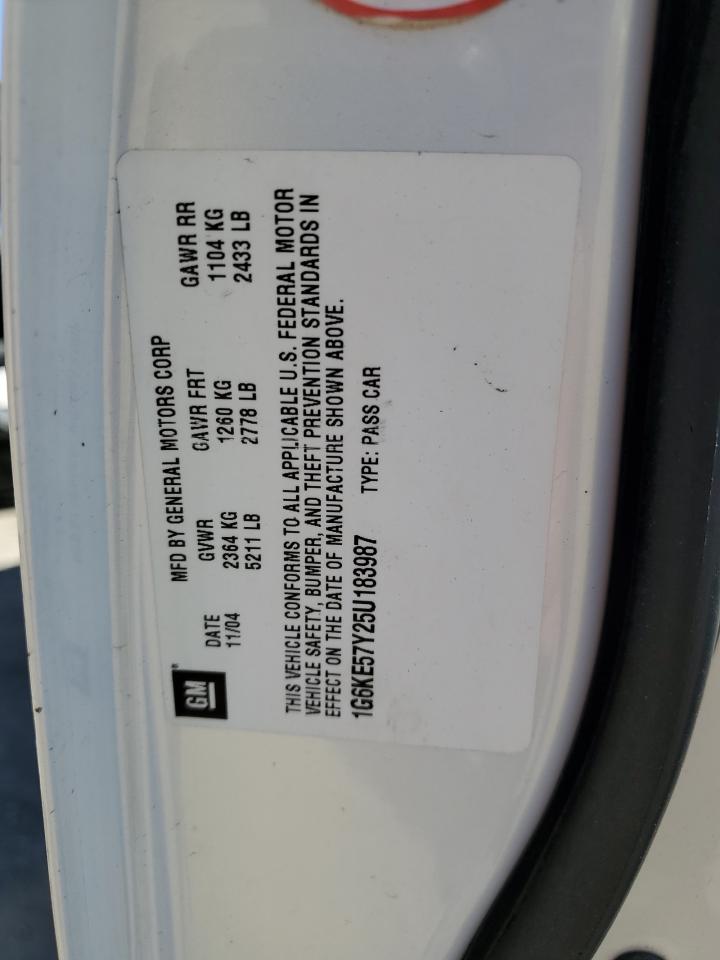 MFD BY GENERAL MOTORS CORP
DATE GVWR GAWR FRT GAWR RR
11/04 2364 KG 1260 KG 1104 KG
5211 LB 2778 LB 2433 LB
GM
THIS VEHICLE CONFORMS TO ALL APPLICABLE U.S. FEDERAL MOTOR
VEHICLE SAFETY, BUMPER, AND THEFT PREVENTION STANDARDS IN
EFFECT ON THE DATE OF MANUFACTURE SHOWN ABOVE.
1G6KE57Y25U183987 TYPE: PASS CAR